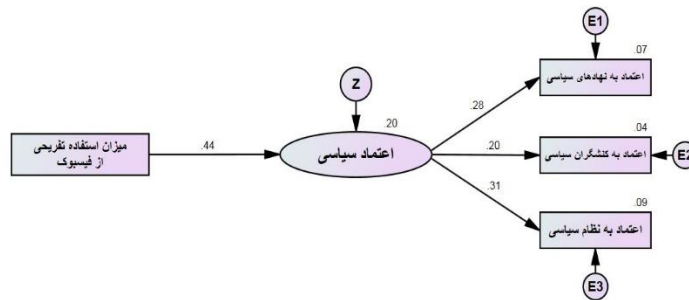 E1
.07
اعتماد به نهادهای سیاسی
Z
.28
.20
.04
میزان استفاده تفریحی
از فیسبوک
.44
اعتماد سیاسی
.20
اعتماد به کنشگران سیاسی
E2
.31
.09
اعتماد به نظام سیاسی
E3